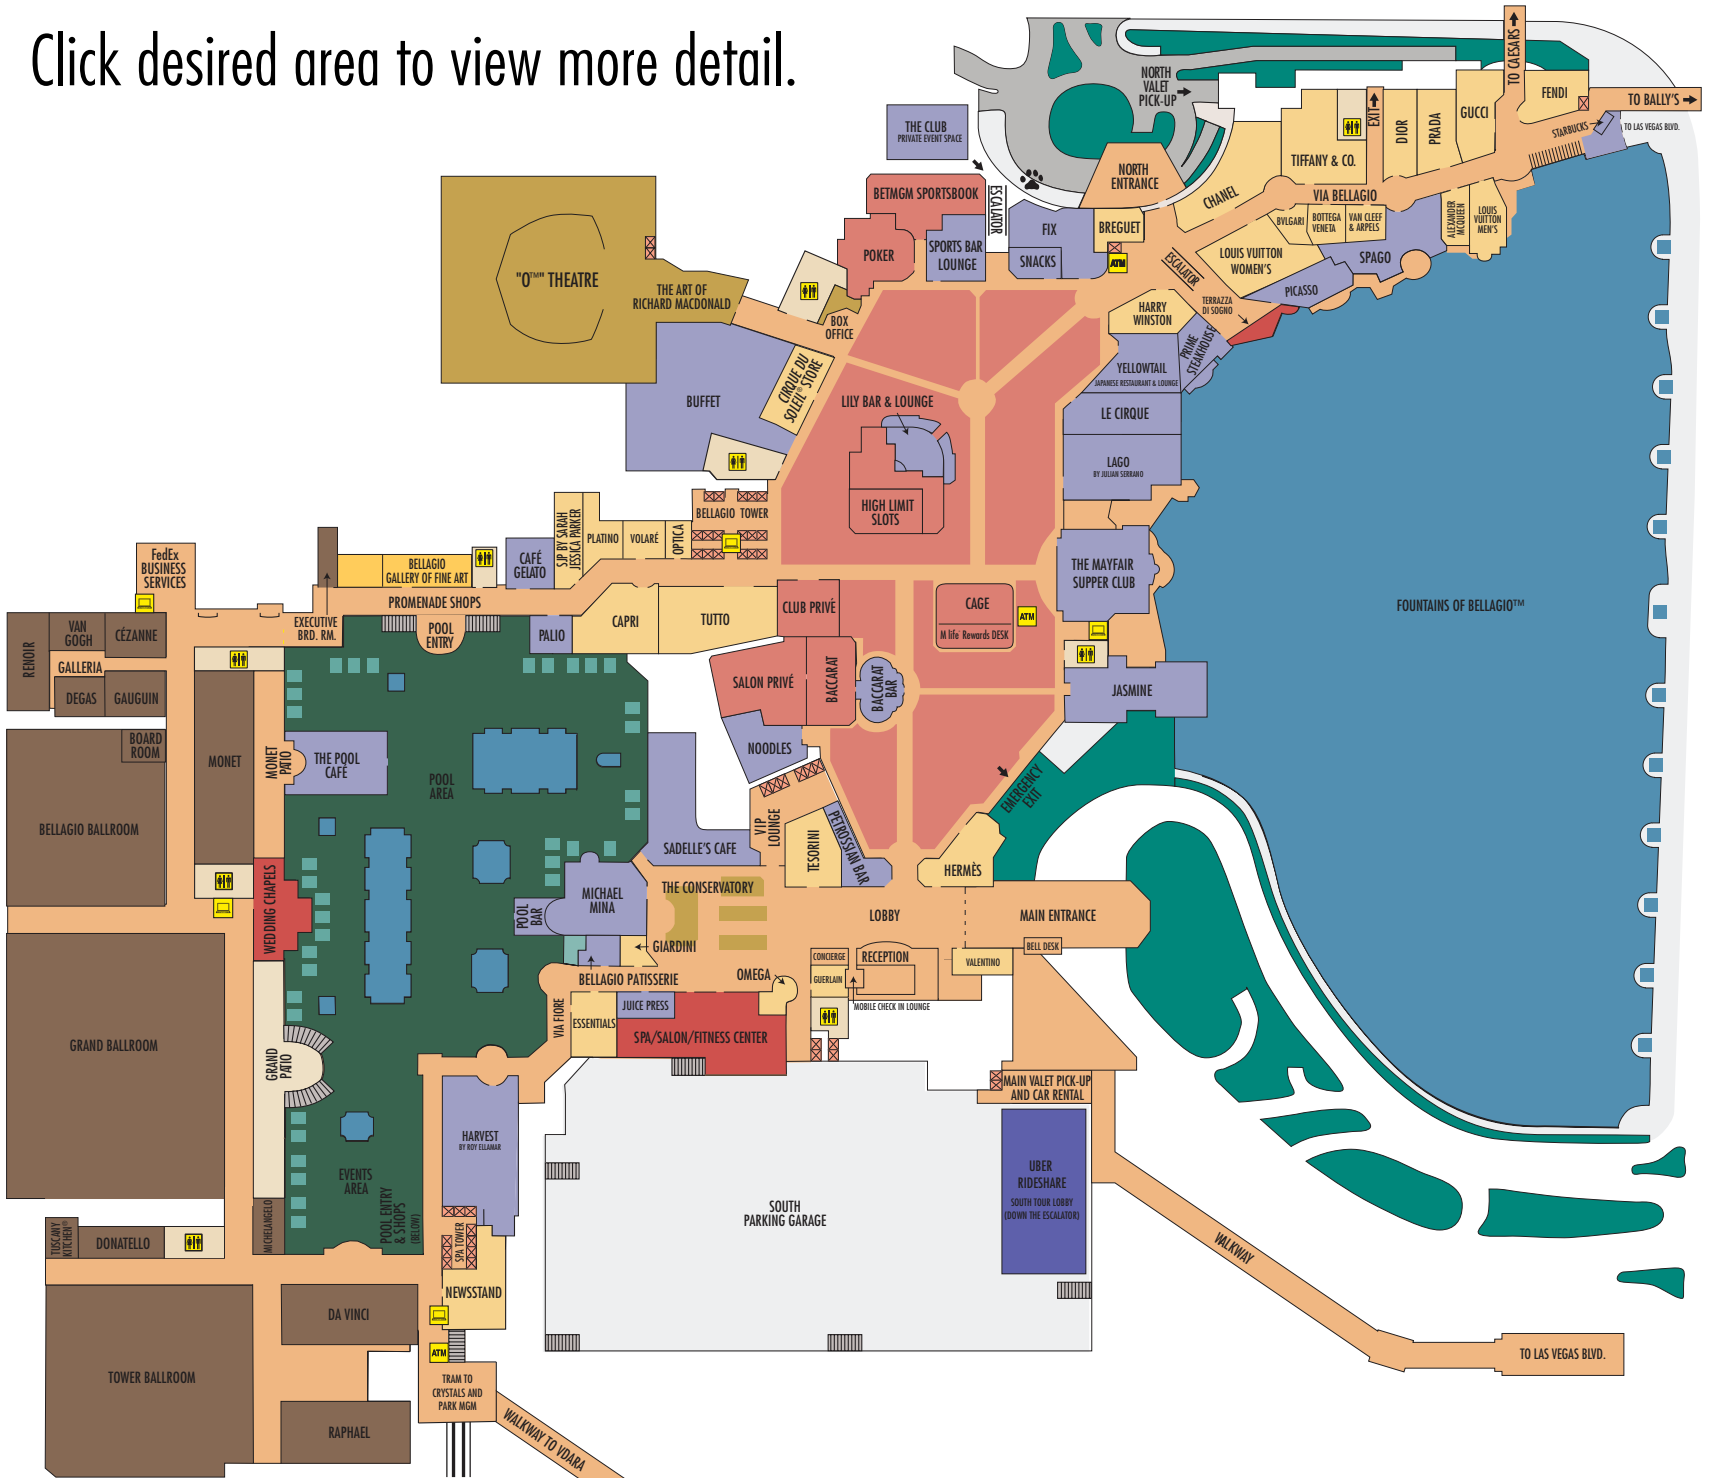 Click desired area to view more detail.
NORTH
VALET
PICK-UP
TO CAESARS
FENDI
TO BALLY'S
STARBUCKS
TO LAS VEGAS BLVD.
GUCCI
PRADA
DIOR
EXIT
TIFFANY & CO.
CHANEL
VIA BELLAGIO
THE CLUB
PRIVATE EVENT SPACE
ESCALATOR
NORTH
ENTRANCE
BETMGM SPORTSBOOK
POKER
SPORTS BAR
LOUNGE
FIX
SNACKS
BREGUET
ATM
BVLGARI
BOTTEGA
VENETA
VAN CLEEF
& ARPELS
ALEXANDER
MCQUEEN
LOUIS
VUITTON
MEN'S
SPAGO
LOUIS VUITTON
WOMEN'S
PICASSO
ESCALATOR
TERRAZZA
DI SOGNO
HARRY
WINSTON
PRIME
STEAKHOUSE
YELLOWTAIL
JAPANESE RESTAURANT & LOUNGE
LE CIRQUE
LAGO
BY JULIAN SERRANO
"O™" THEATRE
THE ART OF
RICHARD MACDONALD
BOX
OFFICE
CIRQUE DU
SOLEIL® STORE
BUFFET
LILY BAR & LOUNGE
HIGH LIMIT
SLOTS
BELLAGIO TOWER
OPTICA
VOLARÉ
PLATINO
SJP BY SARAH
JESSICA PARKER
CAFÉ
GELATO
BELLAGIO
GALLERY OF FINE ART
FedEx
BUSINESS
SERVICES
PROMENADE SHOPS
EXECUTIVE
BRD. RM.
POOL
ENTRY
PALIO
CAPRI
TUTTO
CLUB PRIVÉ
CAGE
M life Rewards DESK
ATM
THE MAYFAIR
SUPPER CLUB
FOUNTAINS OF BELLAGIO™
RENOIR
VAN
GOGH
CÉZANNE
GALLERIA
DEGAS
GAUGUIN
BOARD
ROOM
MONET
MONET
PATIO
THE POOL
CAFÉ
POOL
AREA
SALON PRIVÉ
BACCARAT
BACCARAT
BAR
JASMINE
NOODLES
EMERGENCY
EXIT
BELLAGIO BALLROOM
SADELLE'S CAFE
VIP
LOUNGE
TESORINI
PETROSSIAN BAR
HERMÈS
WEDDING CHAPELS
POOL
BAR
MICHAEL
MINA
THE CONSERVATORY
LOBBY
MAIN ENTRANCE
BELL DESK
GIARDINI
BELLAGIO PATISSERIE
OMEGA
CONCIERGE
GUERLAIN
RECEPTION
VALENTINO
MOBILE CHECK IN LOUNGE
VIA FIORE
ESSENTIALS
JUICE PRESS
SPA/SALON/FITNESS CENTER
GRAND BALLROOM
GRAND
PATIO
MAIN VALET PICK-UP
AND CAR RENTAL
HARVEST
BY ROY ELLAMAR
EVENTS
AREA
POOL ENTRY
& SHOPS
(BELOW)
UBER
RIDESHARE
SOUTH TOUR LOBBY
(DOWN THE ESCALATOR)
SOUTH
PARKING GARAGE
TUSCANY
KITCHEN®
DONATELLO
MICHELANGELO
SPA TOWER
NEWSSTAND
WALKWAY
DA VINCI
ATM
TOWER BALLROOM
TRAM TO
CRYSTALS AND
PARK MGM
TO LAS VEGAS BLVD.
RAPHAEL
WALKWAY TO VDARA